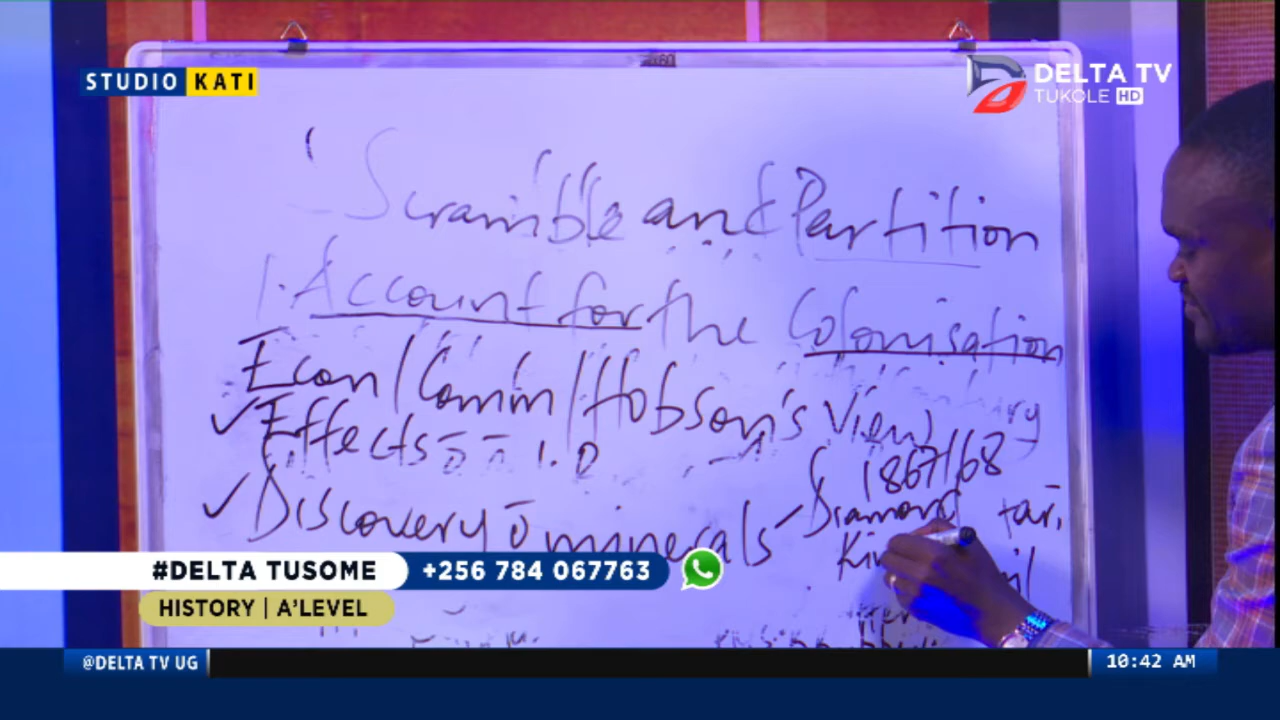 STUDIO KATI
DELTA TV
TUKOLE HD
Scramble and Partition
1. Account for the Colonisation
Econ/Comm/Hobson's View
✓ Effects ō ō 1.D
✓ Discovery ō minerals - Diamond
1867/68
#DELTA TUSOME +256 784 067763
HISTORY | A'LEVEL
@DELTA TV UG
10:42 AM